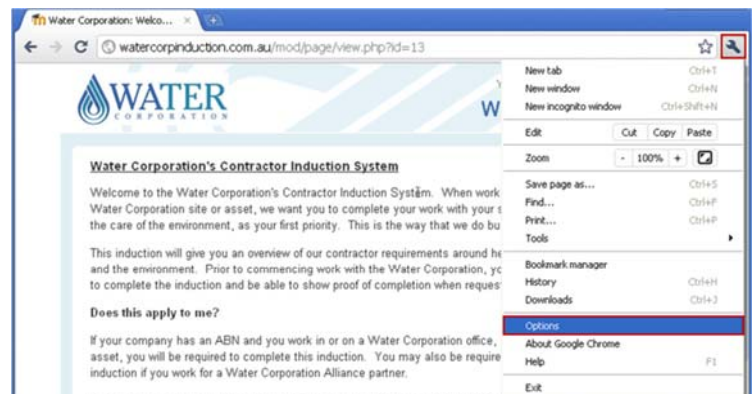 Water Corporation: Welco...
watercorpinduction.com.au/mod/page/view.php?id=13
WATER
CORPORATION
Y
W
Water Corporation's Contractor Induction System
Welcome to the Water Corporation's Contractor Induction System. When work
Water Corporation site or asset, we want you to complete your work with your s
the care of the environment, as your first priority. This is the way that we do bu
This induction will give you an overview of our contractor requirements around he
and the environment. Prior to commencing work with the Water Corporation, yo
to complete the induction and be able to show proof of completion when reques
Does this apply to me?
If your company has an ABN and you work in or on a Water Corporation office,
asset, you will be required to complete this induction. You may also be require
induction if you work for a Water Corporation Alliance partner.
New tab Ctrl+T
New window Ctrl+N
New incognito window Ctrl+Shift+N
Edit Cut Copy Paste
Zoom - 100% +
Save page as... Ctrl+S
Find... Ctrl+F
Print... Ctrl+P
Tools
Bookmark manager
History Ctrl+H
Downloads Ctrl+J
Options
About Google Chrome
Help F1
Exit